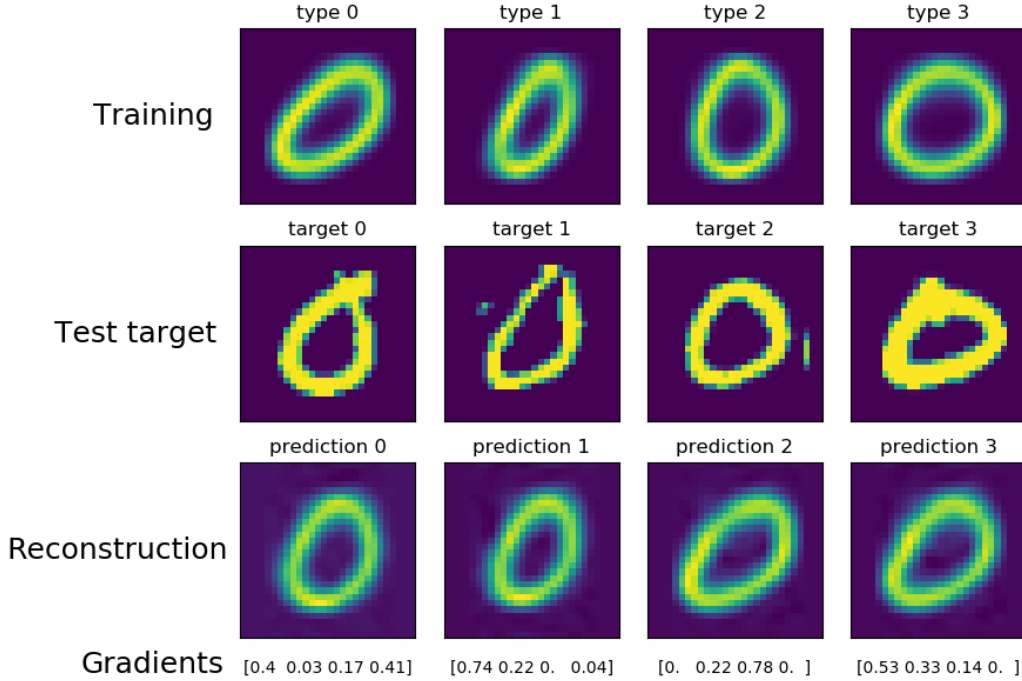 type 0 type 1 type 2 type 3
Training
target 0 target 1 target 2 target 3
Test target
prediction 0 prediction 1 prediction 2 prediction 3
Reconstruction
Gradients [0.4 0.03 0.17 0.41] [0.74 0.22 0. 0.04] [0. 0.22 0.78 0. ] [0.53 0.33 0.14 0. ]